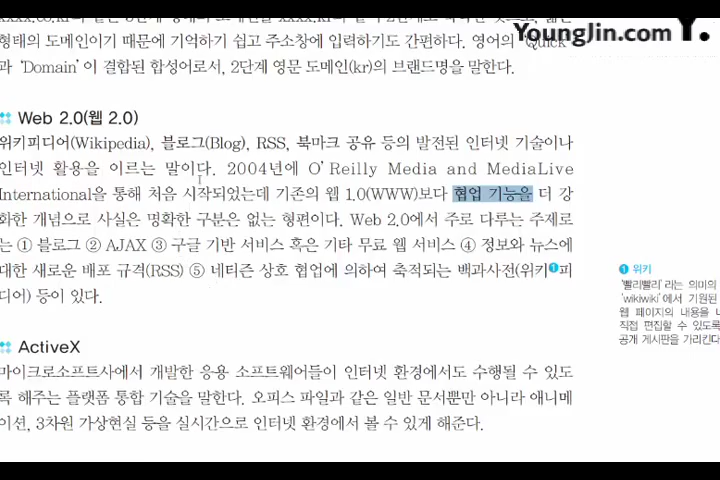 YoungJin.com Y.
형태의 도메인이기 때문에 기억하기 쉽고 주소창에 입력하기도 간편하다. 영어의 'Quick'
과 'Domain'이 결합된 합성어로서, 2단계 영문 도메인(kr)의 브랜드명을 말한다.
Web 2.0(웹 2.0)
위키피디어(Wikipedia), 블로그(Blog), RSS, 북마크 공유 등의 발전된 인터넷 기술이나
인터넷 활용을 이르는 말이다. 2004년에 O'Reilly Media and MediaLive
International을 통해 처음 시작되었는데 기존의 웹 1.0(WWW)보다 협업 기능을 더 강
화한 개념으로 사실은 명확한 구분은 없는 형편이다. Web 2.0에서 주로 다루는 주제로
는 ① 블로그 ② AJAX ③ 구글 기반 서비스 혹은 기타 무료 웹 서비스 ④ 정보와 뉴스에
대한 새로운 배포 규격(RSS) ⑤ 네티즌 상호 협업에 의하여 축적되는 백과사전(위키❶피
디어) 등이 있다.
❶ 위키
'빨리빨리'라는 의미의
'wikiwiki'에서 기원된
웹 페이지의 내용을
직접 편집할 수 있도록
공개 게시판을 가리킨다
ActiveX
마이크로소프트사에서 개발한 응용 소프트웨어들이 인터넷 환경에서도 수행될 수 있도
록 해주는 플랫폼 통합 기술을 말한다. 오피스 파일과 같은 일반 문서뿐만 아니라 애니메
이션, 3차원 가상현실 등을 실시간으로 인터넷 환경에서 볼 수 있게 해준다.